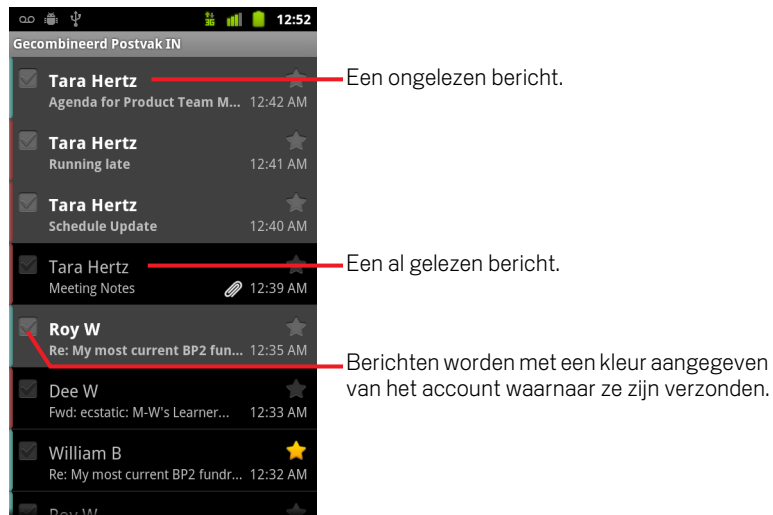 3G 12:52
Gecombineerd Postvak IN
Tara Hertz
Agenda for Product Team M... 12:42 AM
Een ongelezen bericht.
Tara Hertz
Running late 12:41 AM
Tara Hertz
Schedule Update 12:40 AM
Tara Hertz
Meeting Notes 12:39 AM
Een al gelezen bericht.
Roy W
Re: My most current BP2 fun... 12:35 AM
Berichten worden met een kleur aangegeven
van het account waarnaar ze zijn verzonden.
Dee W
Fwd: ecstatic: M-W's Learner... 12:33 AM
William B
Re: My most current BP2 fundr... 12:32 AM
Roy W